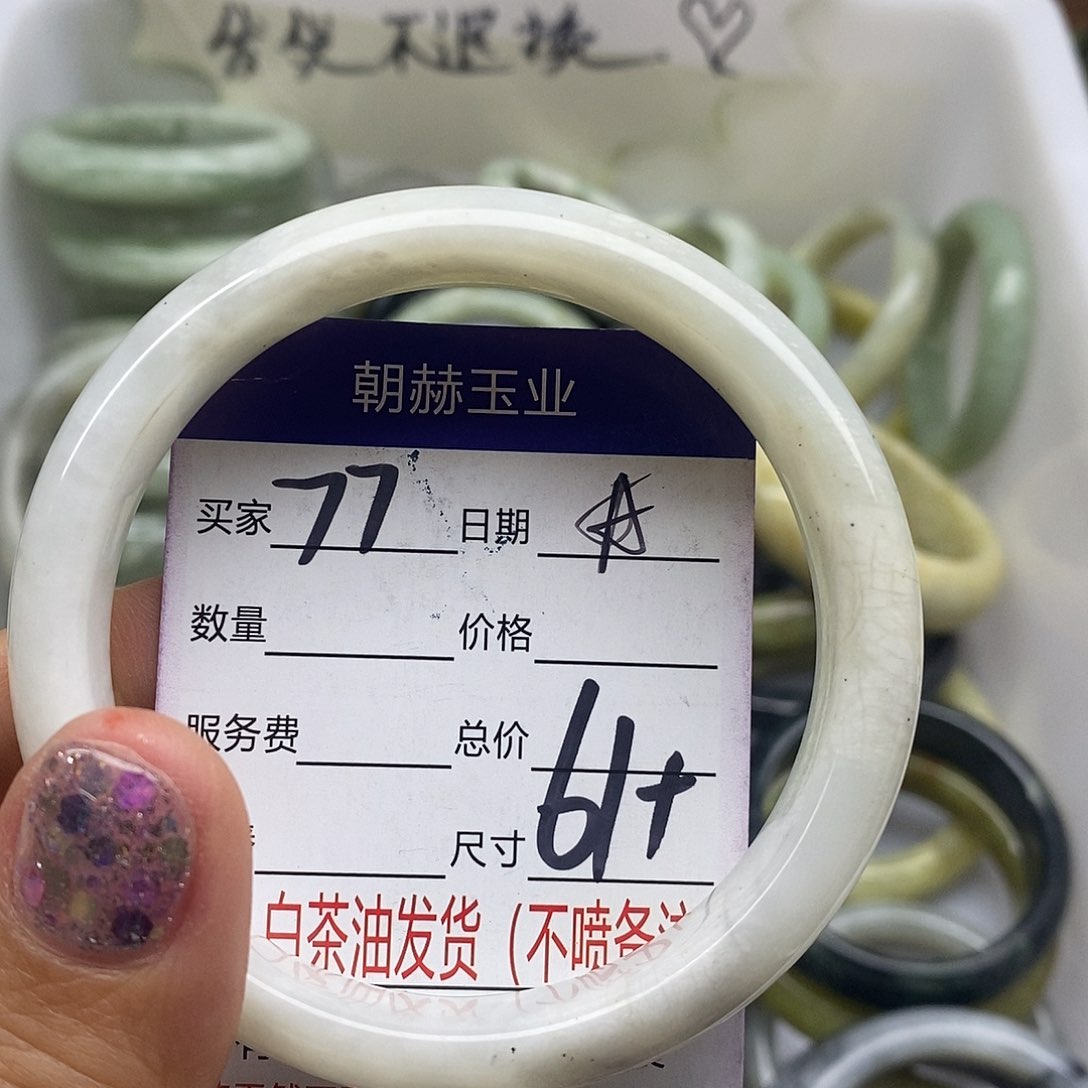 售出不退换.♡
朝赫玉业
买家 77 日期 A
数量 价格
服务费 总价
尺寸 61+
白茶油发货（不喷备注